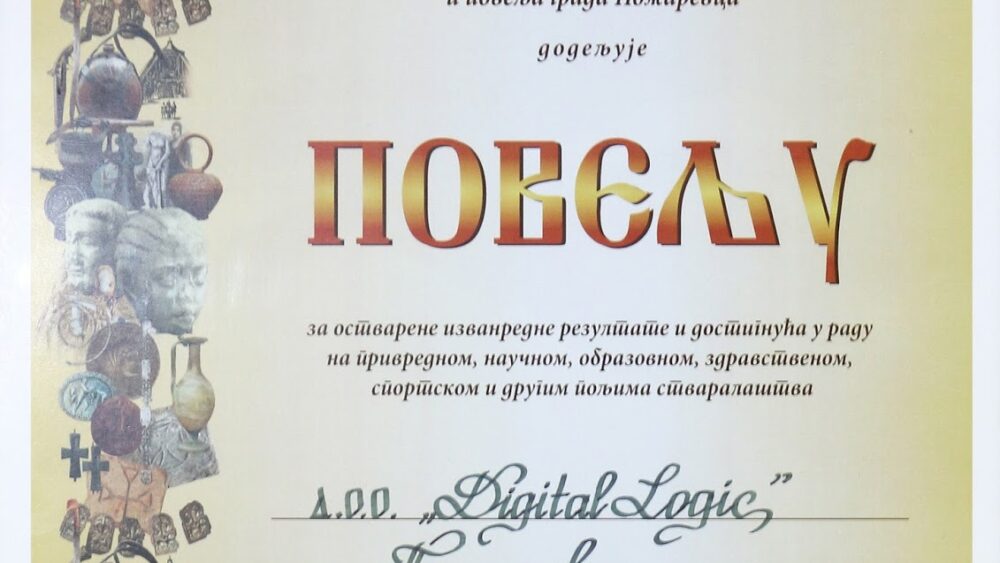 и повеља града Пожаревца
додељује
ПОВЕЉУ
за остварене изванредне резултате и достигнућа у раду
на привредном, научном, образовном, здравственом,
спортском и другим пољима стваралаштва
Д.О.О. „Digital Logic”